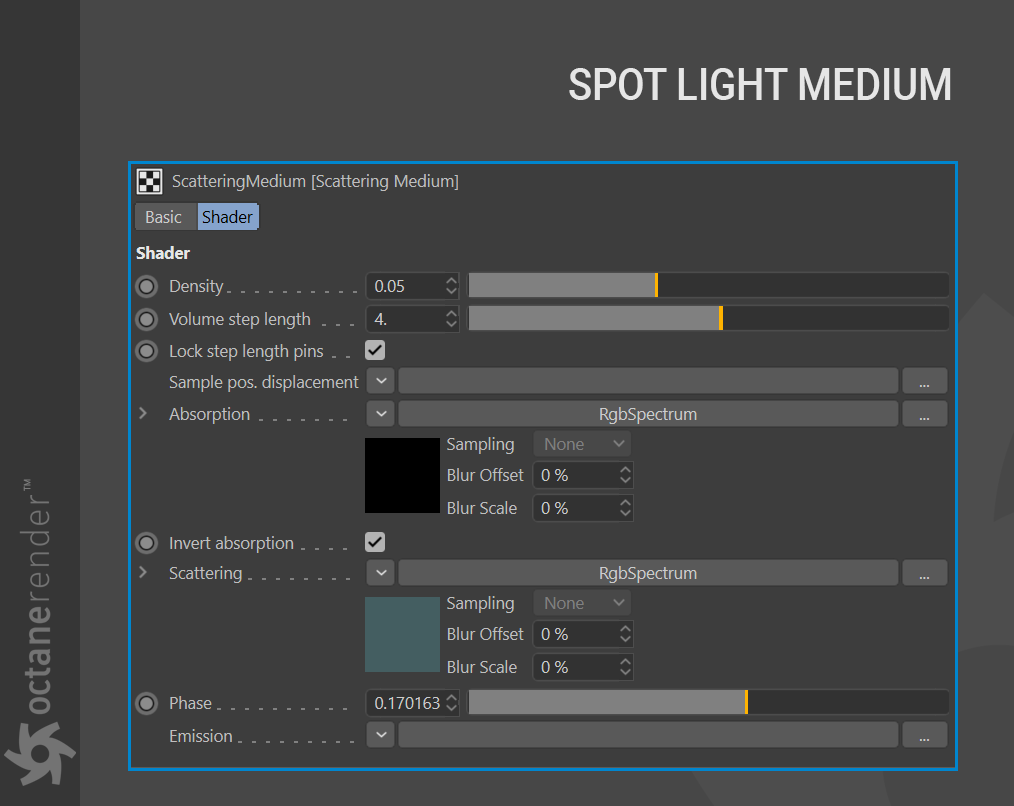 SPOT LIGHT MEDIUM
ScatteringMedium [Scattering Medium]
Basic Shader
Shader
Density 0.05
Volume step length 4.
Lock step length pins
Sample pos. displacement ...
Absorption RgbSpectrum ...
Sampling None
Blur Offset 0 %
Blur Scale 0 %
Invert absorption
Scattering RgbSpectrum ...
Sampling None
Blur Offset 0 %
Blur Scale 0 %
Phase 0.170163
Emission ...
octanerender™